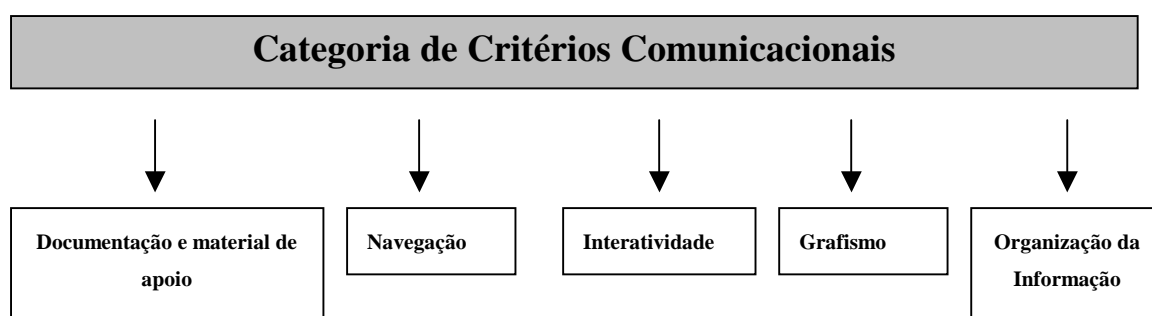 Categoria de Critérios Comunicacionais
Documentação e material de
apoio
Navegação
Interatividade
Grafismo
Organização da
Informação